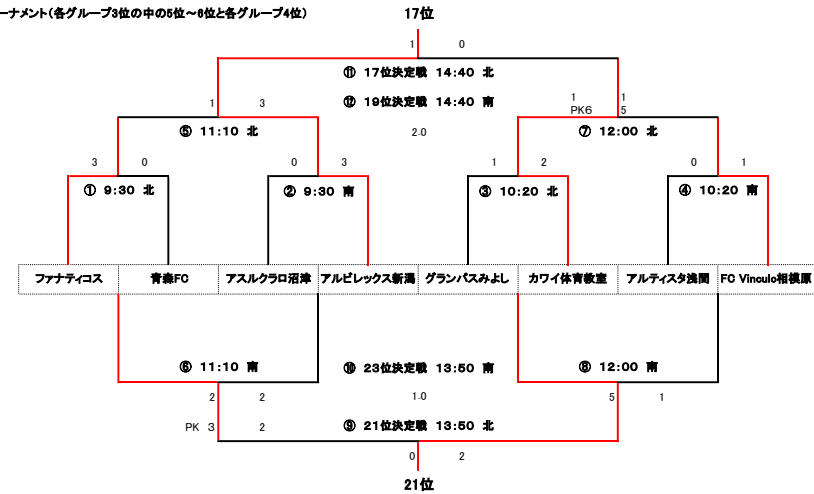 ーナメント(各グループ3位の中の5位～6位と各グループ4位)
17位
1 0
⑪ 17位決定戦 14:40 北
⑫ 19位決定戦 14:40 南
2-0
1 3
1 1
PK6 5
⑤ 11:10 北
⑦ 12:00 北
3 0 0 3 1 2 0 1
① 9:30 北
② 9:30 南
③ 10:20 北
④ 10:20 南
ファナティコス 青森FC アスルクラロ沼津 アルビレックス新潟 グランパスみよし カワイ体育教室 アルティスタ浅間 FC Vinculo相模原
⑥ 11:10 南
⑩ 23位決定戦 13:50 南
⑧ 12:00 南
2 2 1-0 5 1
PK 3 2
⑨ 21位決定戦 13:50 北
0 2
21位